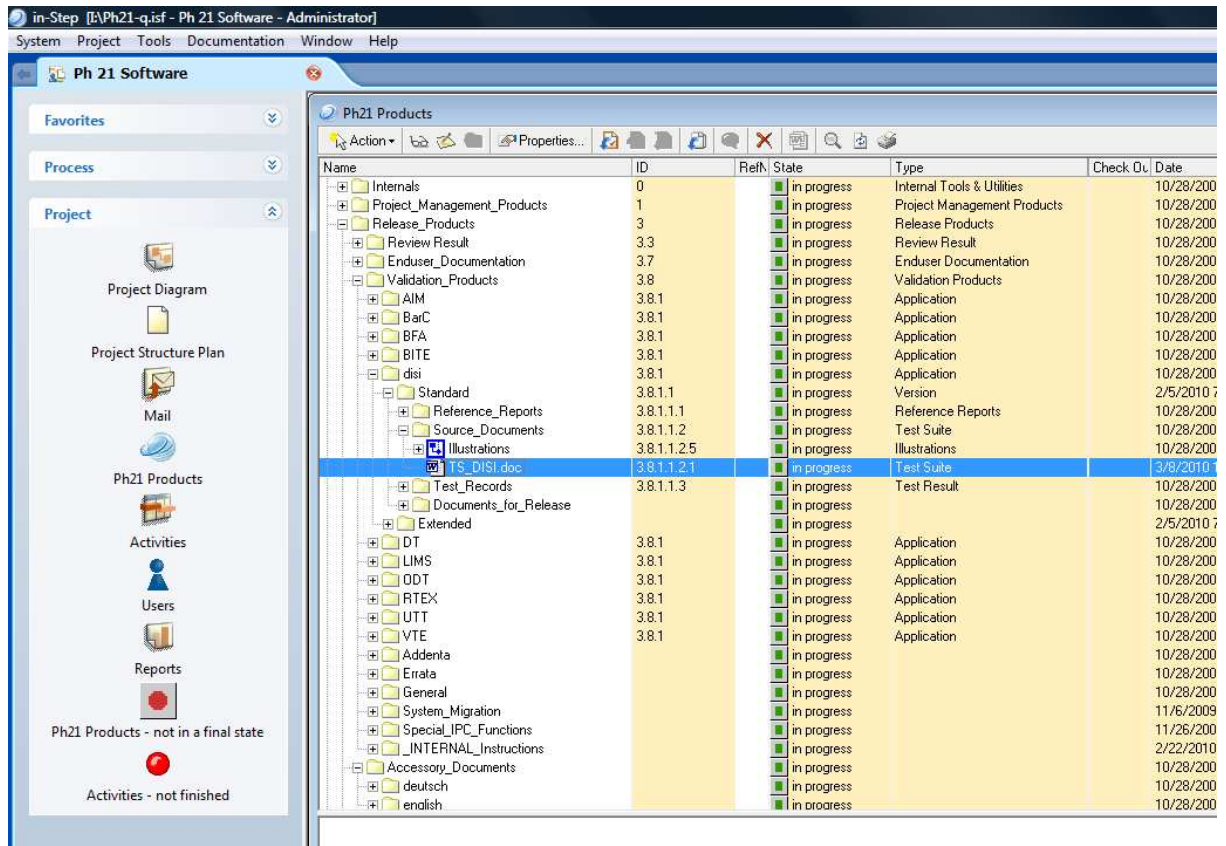 in-Step [I:\Ph21-q.isf - Ph 21 Software - Administrator]
System Project Tools Documentation Window Help
Ph 21 Software
Favorites
Process
Project
Project Diagram
Project Structure Plan
Mail
Ph21 Products
Activities
Users
Reports
Ph21 Products - not in a final state
Activities - not finished
Ph21 Products
Action Properties...
Name ID RefN State Type Check Ou Date
Internals 0 in progress Internal Tools & Utilities 10/28/200
Project_Management_Products 1 in progress Project Management Products 10/28/200
Release_Products 3 in progress Release Products 10/28/200
Review Result 3.3 in progress Review Result 10/28/200
Enduser_Documentation 3.7 in progress Enduser Documentation 10/28/200
Validation_Products 3.8 in progress Validation Products 10/28/200
AIM 3.8.1 in progress Application 10/28/200
BarC 3.8.1 in progress Application 10/28/200
BFA 3.8.1 in progress Application 10/28/200
BITE 3.8.1 in progress Application 10/28/200
disi 3.8.1 in progress Application 10/28/200
Standard 3.8.1.1 in progress Version 2/5/2010 7
Reference_Reports 3.8.1.1.1 in progress Reference Reports 10/28/200
Source_Documents 3.8.1.1.2 in progress Test Suite 10/28/200
Illustrations 3.8.1.1.2.5 in progress Illustrations 10/28/200
TS_DISI.doc 3.8.1.1.2.1 in progress Test Suite 3/8/2010 1
Test_Records 3.8.1.1.3 in progress Test Result 10/28/200
Documents_for_Release in progress 10/28/200
Extended in progress 2/5/2010 7
DT 3.8.1 in progress Application 10/28/200
LIMS 3.8.1 in progress Application 10/28/200
ODT 3.8.1 in progress Application 10/28/200
RTEX 3.8.1 in progress Application 10/28/200
UTT 3.8.1 in progress Application 10/28/200
VTE 3.8.1 in progress Application 10/28/200
Addenta in progress 10/28/200
Errata in progress 10/28/200
General in progress 10/28/200
System_Migration in progress 11/6/2009
Special_IPC_Functions in progress 11/26/200
_INTERNAL_Instructions in progress 2/22/2010
Accessory_Documents in progress 10/28/200
deutsch in progress 10/28/200
english in progress 10/28/200